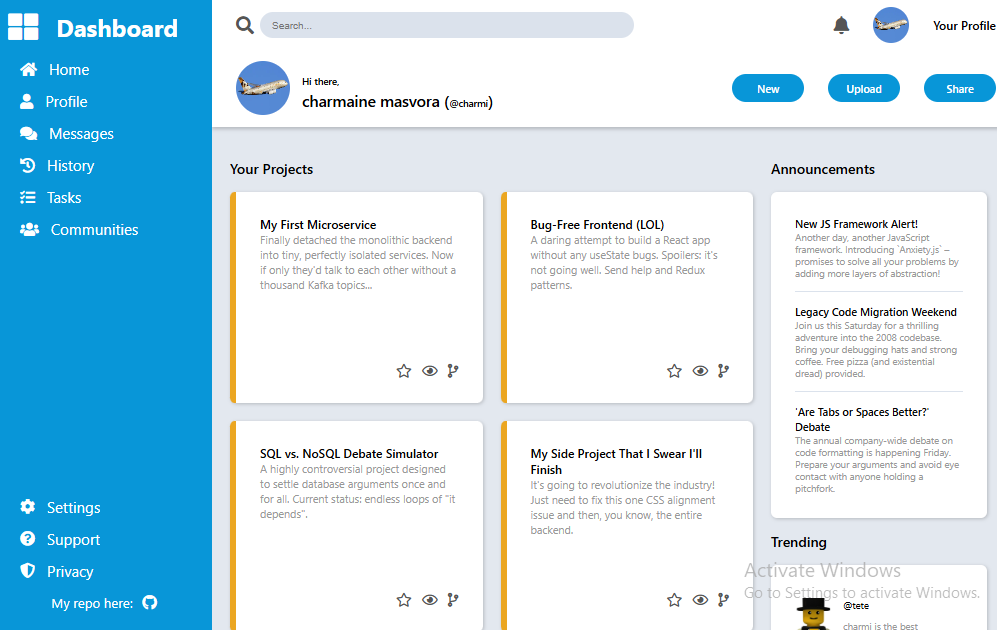 Dashboard
Home
Profile
Messages
History
Tasks
Communities
Settings
Support
Privacy
My repo here:
Search...
Your Profile
Hi there,
charmaine masvora (@charmi)
New
Upload
Share
Your Projects
My First Microservice
Finally detached the monolithic backend
into tiny, perfectly isolated services. Now
if only they'd talk to each other without a
thousand Kafka topics...
Bug-Free Frontend (LOL)
A daring attempt to build a React app
without any useState bugs. Spoilers: it's
not going well. Send help and Redux
patterns.
SQL vs. NoSQL Debate Simulator
A highly controversial project designed
to settle database arguments once and
for all. Current status: endless loops of "it
depends".
My Side Project That I Swear I'll
Finish
It's going to revolutionize the industry!
Just need to fix this one CSS alignment
issue and then, you know, the entire
backend.
Announcements
New JS Framework Alert!
Another day, another JavaScript
framework. Introducing `Anxiety.js` –
promises to solve all your problems by
adding more layers of abstraction!
Legacy Code Migration Weekend
Join us this Saturday for a thrilling
adventure into the 2008 codebase.
Bring your debugging hats and strong
coffee. Free pizza (and existential
dread) provided.
'Are Tabs or Spaces Better?'
Debate
The annual company-wide debate on
code formatting is happening Friday.
Prepare your arguments and avoid eye
contact with anyone holding a
pitchfork.
Trending
Activate Windows
Go to Settings to activate Windows.
@tete
charmi is the best